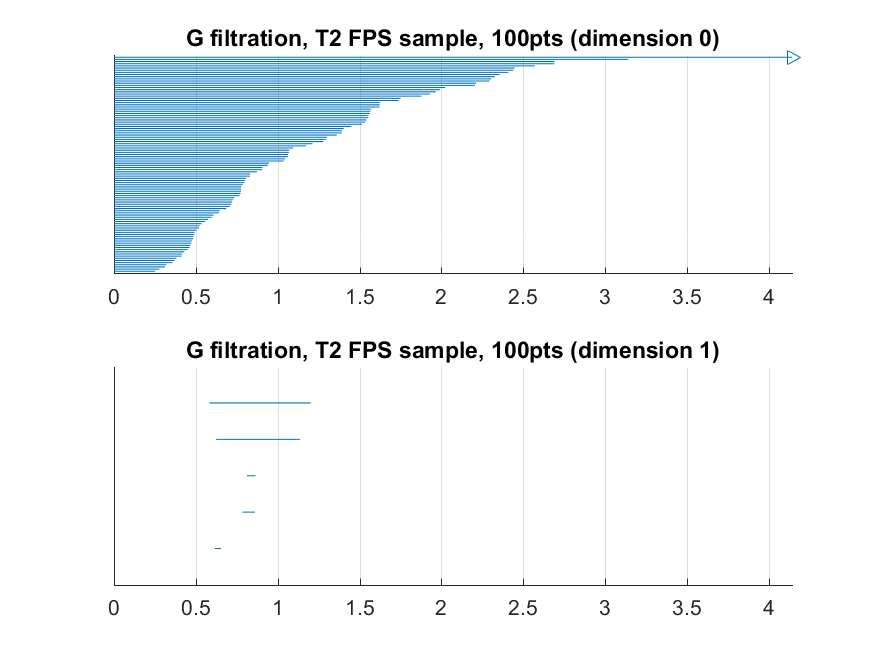 G filtration, T2 FPS sample, 100pts (dimension 0)
0 0.5 1 1.5 2 2.5 3 3.5 4
G filtration, T2 FPS sample, 100pts (dimension 1)
0 0.5 1 1.5 2 2.5 3 3.5 4